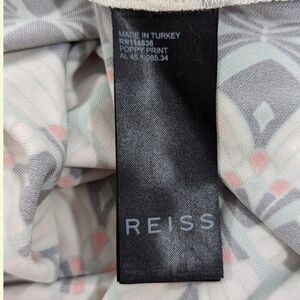 MADE IN TURKEY
RN114836
POPPY PRINT
AL 45.1.085.34
REISS